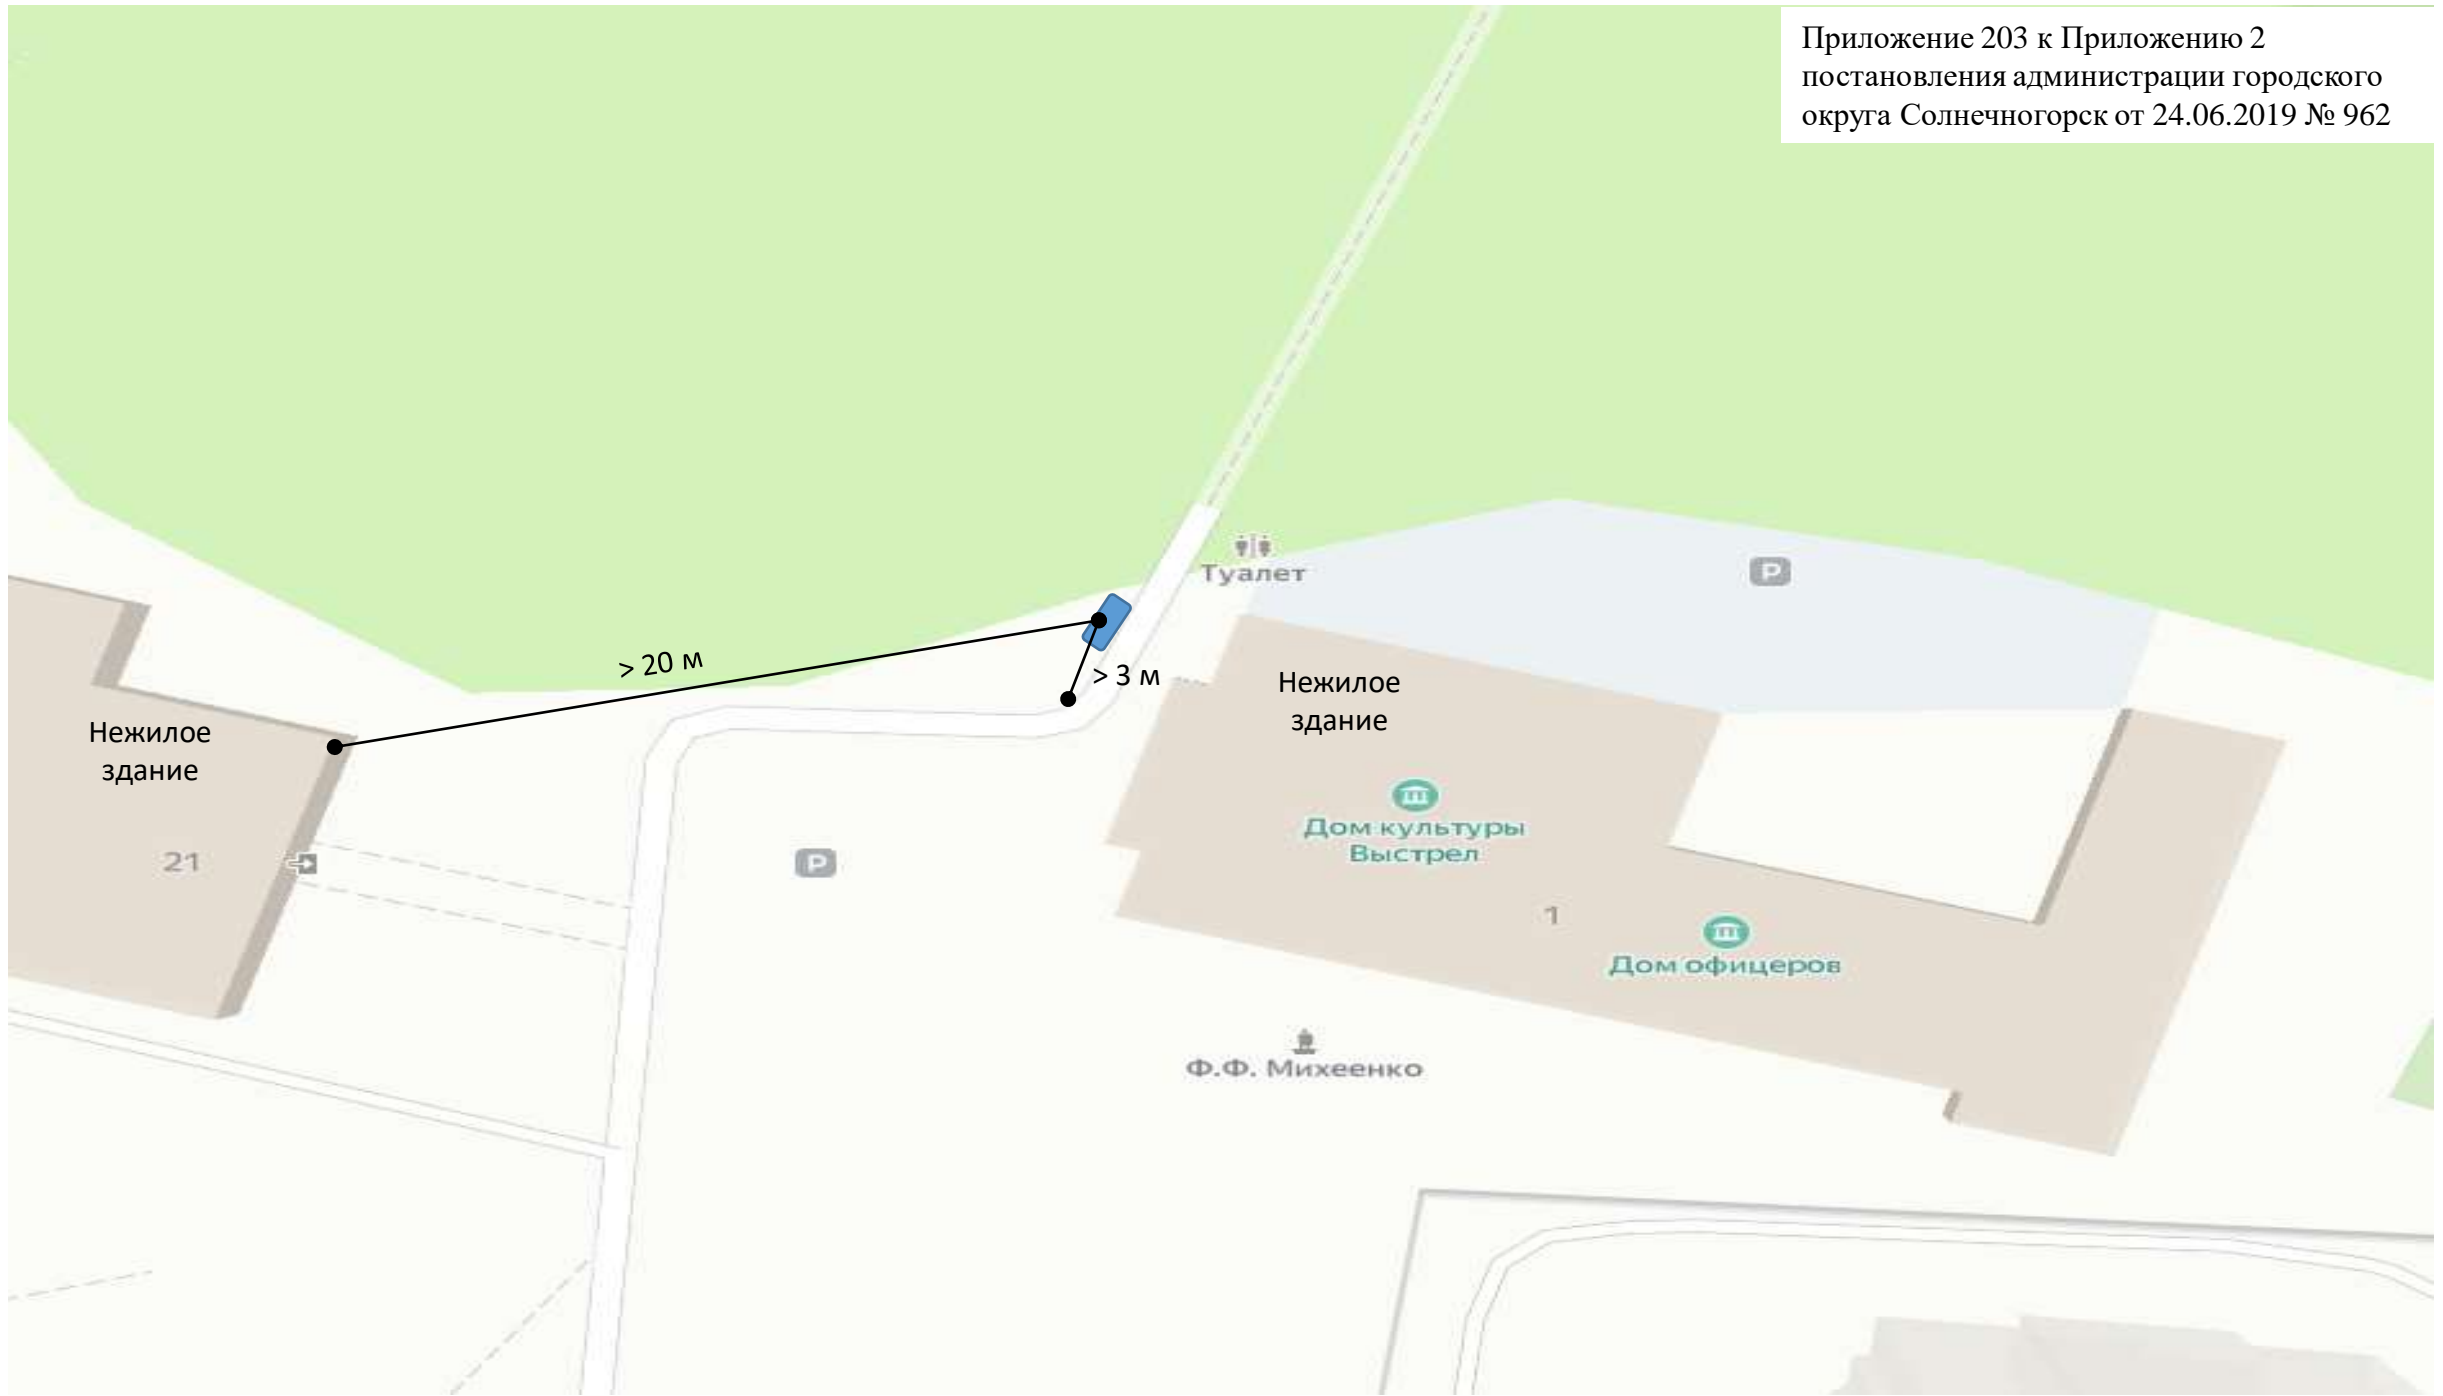 Приложение 203 к Приложению 2
постановления администрации городского
округа Солнечногорск от 24.06.2019 № 962
Туалет
P
> 20 м
> 3 м
Нежилое
здание
Нежилое
здание
Дом культуры
Выстрел
21
P
1
Дом офицеров
Ф.Ф. Михеенко